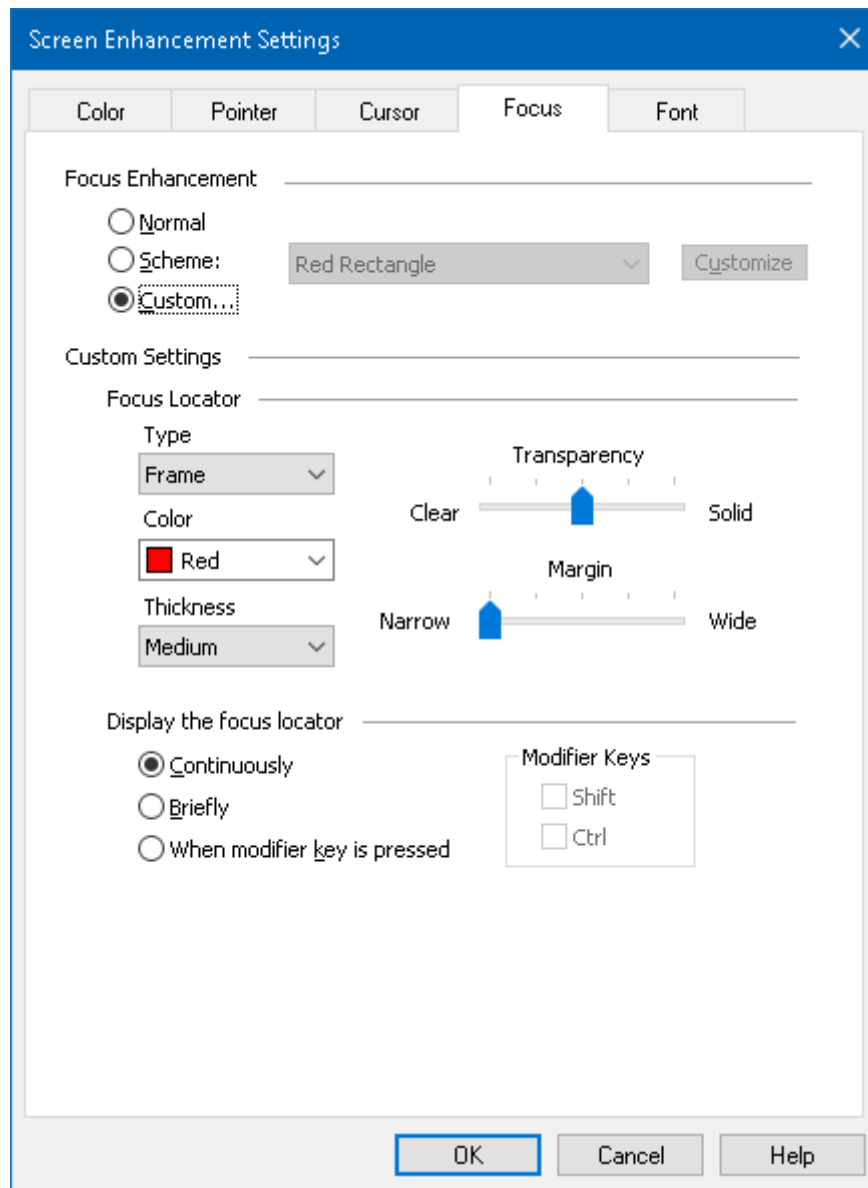 Screen Enhancement Settings
Color Pointer Cursor Focus Font
Focus Enhancement
Normal
Scheme: Red Rectangle Customize
Custom...
Custom Settings
Focus Locator
Type
Frame
Transparency
Clear Solid
Color
Red
Margin
Narrow Wide
Thickness
Medium
Display the focus locator
Continuously
Briefly
When modifier key is pressed
Modifier Keys
Shift
Ctrl
OK Cancel Help